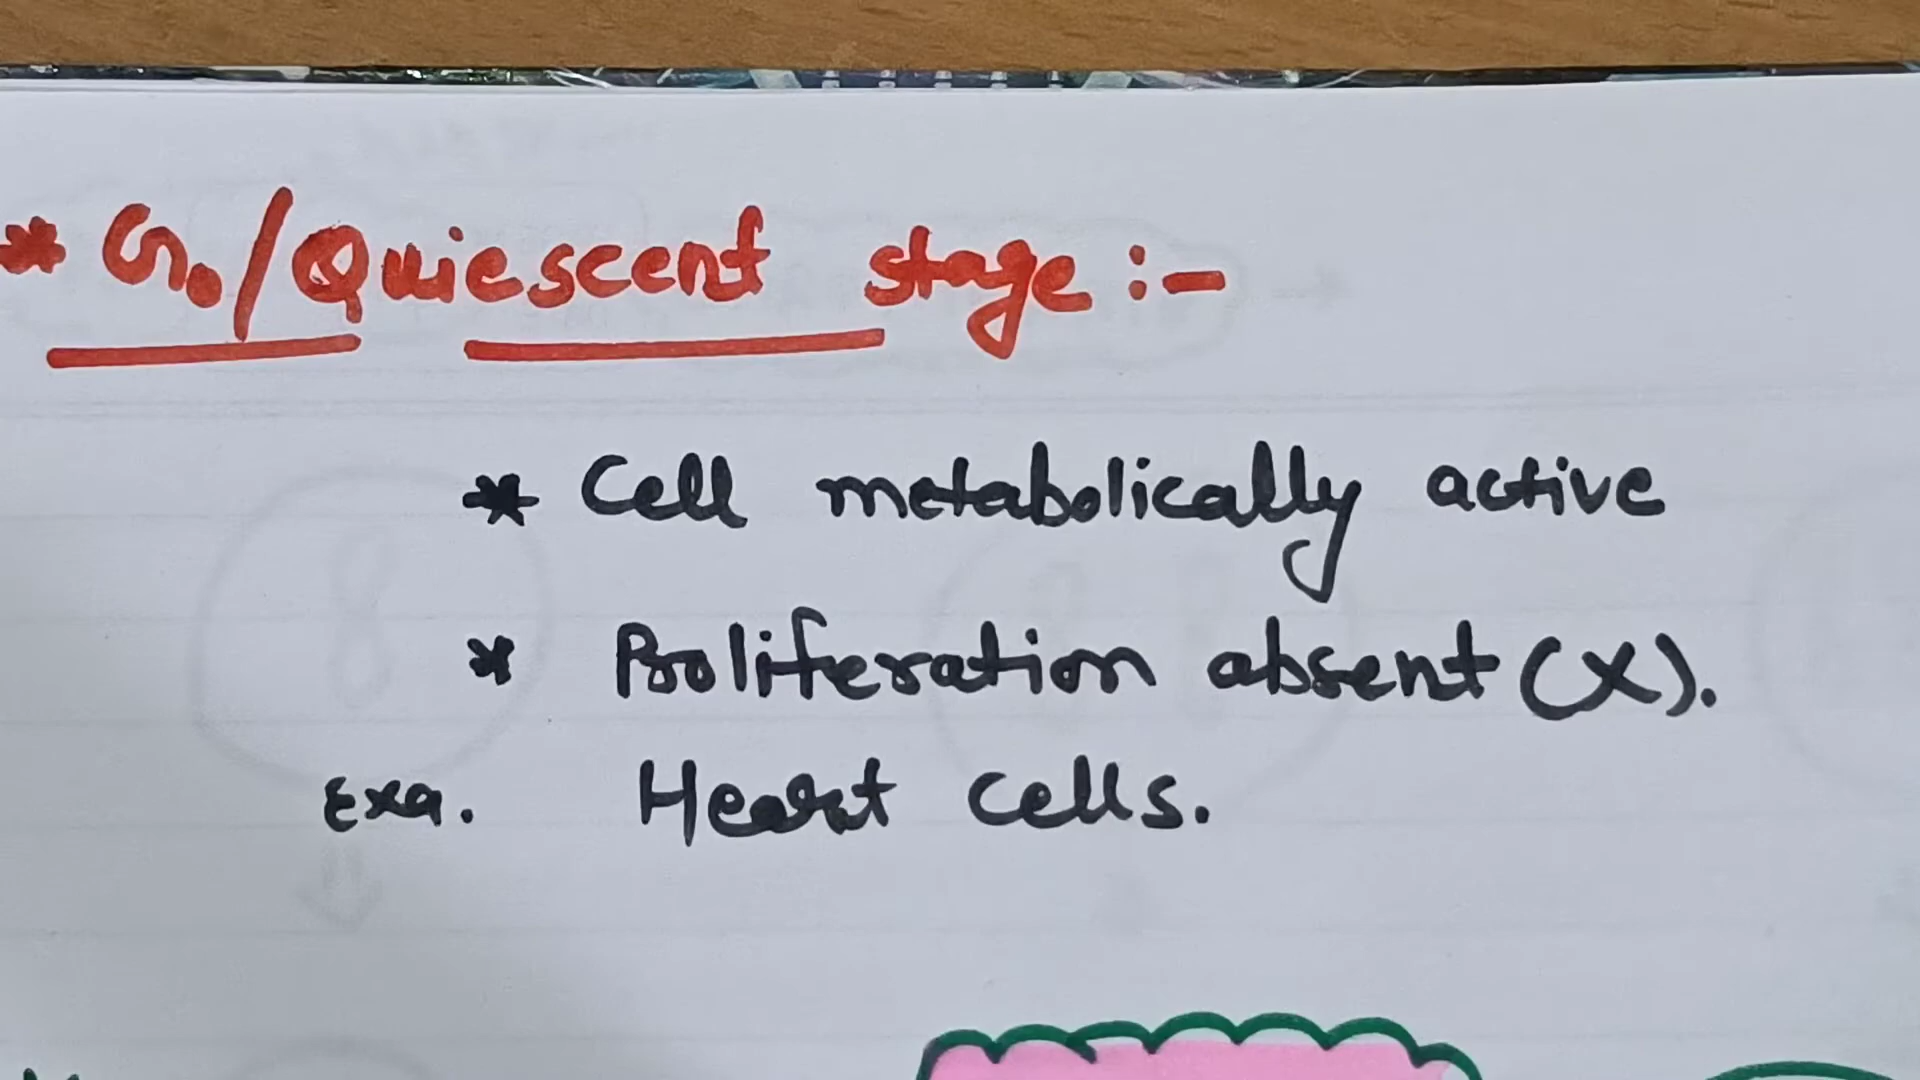 * G₀/Quiescent stage :-
* Cell metabolically active
* Proliferation absent (X).
Exa. Heart cells.